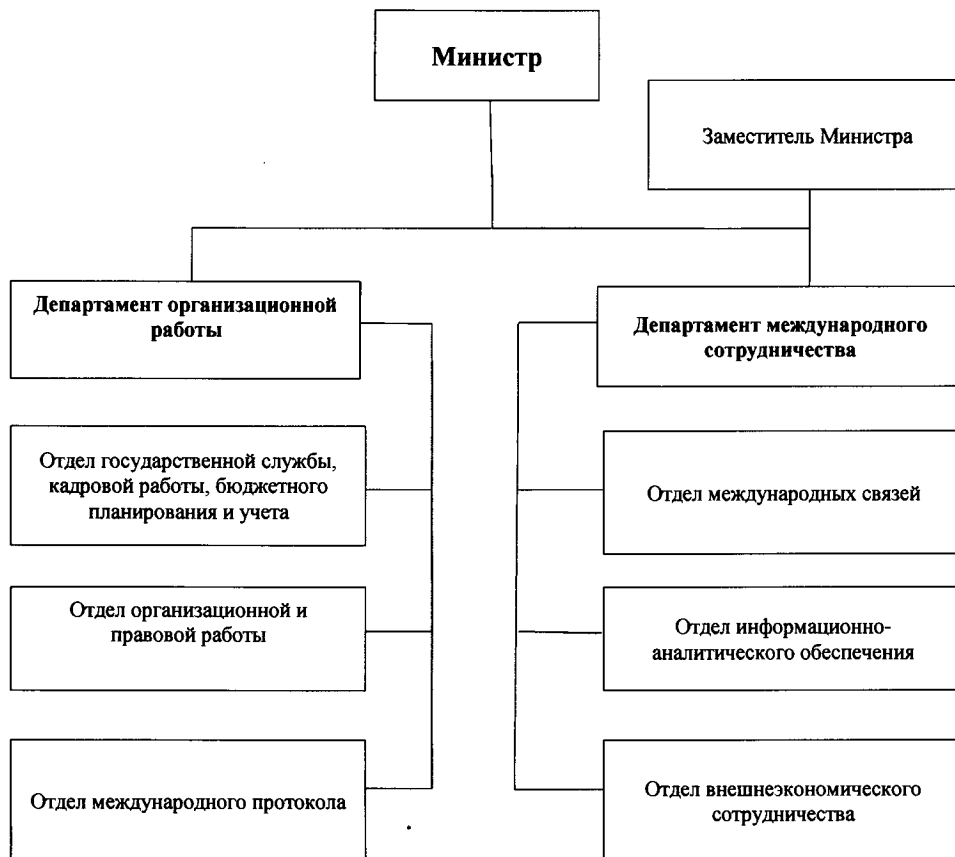 Министр
Заместитель Министра
Департамент организационной
работы
Департамент международного
сотрудничества
Отдел государственной службы,
кадровой работы, бюджетного
планирования и учета
Отдел международных связей
Отдел организационной и
правовой работы
Отдел информационно-
аналитического обеспечения
Отдел международного протокола
Отдел внешнеэкономического
сотрудничества